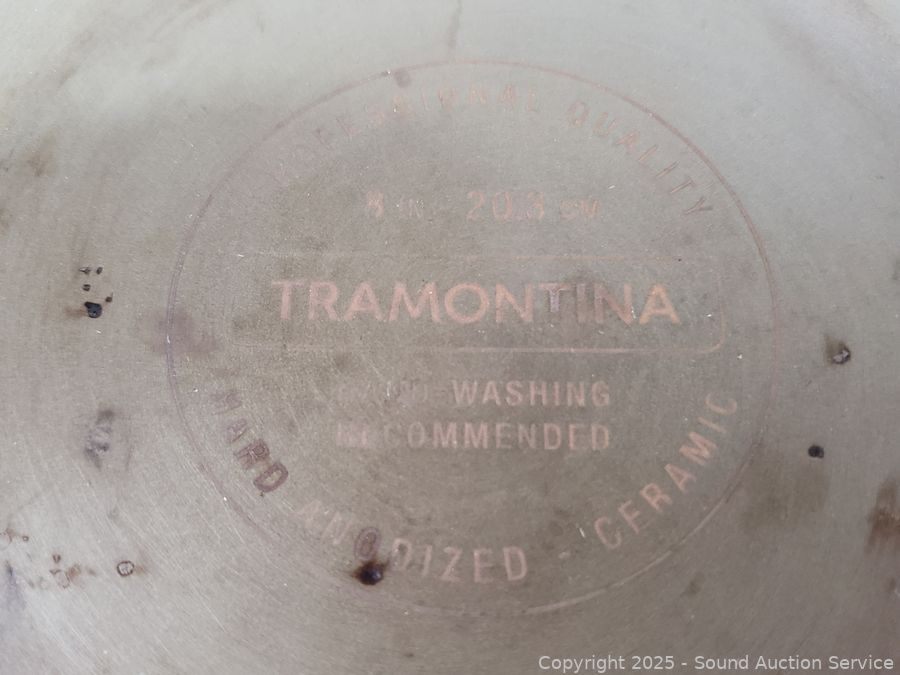 PROFESSIONAL QUALITY
8 IN 20.3 CM
TRAMONTINA
HAND WASHING
RECOMMENDED
HARD ANODIZED - CERAMIC
Copyright 2025 - Sound Auction Service